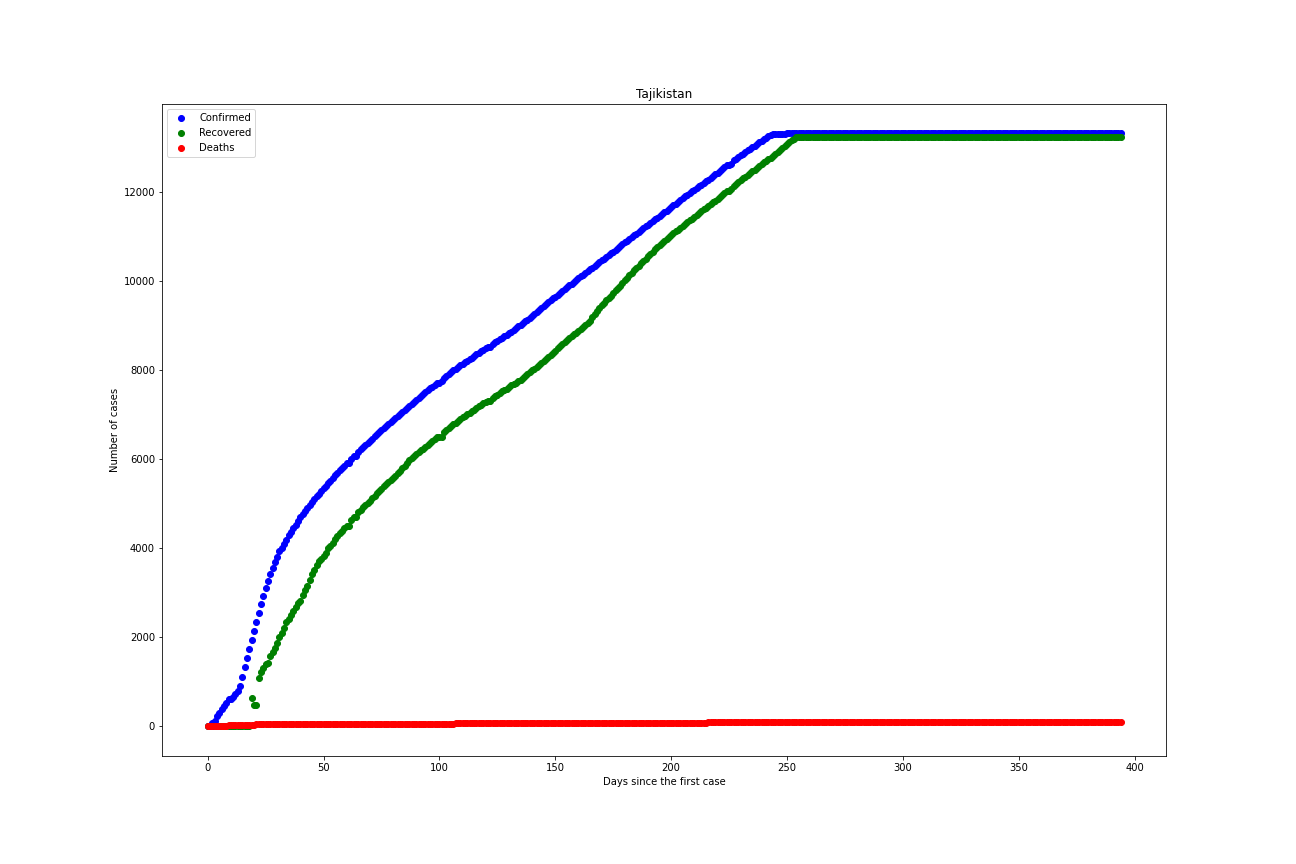 Tajikistan
Confirmed
Recovered
Deaths
12000
10000
8000
6000
4000
2000
0
Number of cases
0 50 100 150 200 250 300 350 400
Days since the first case